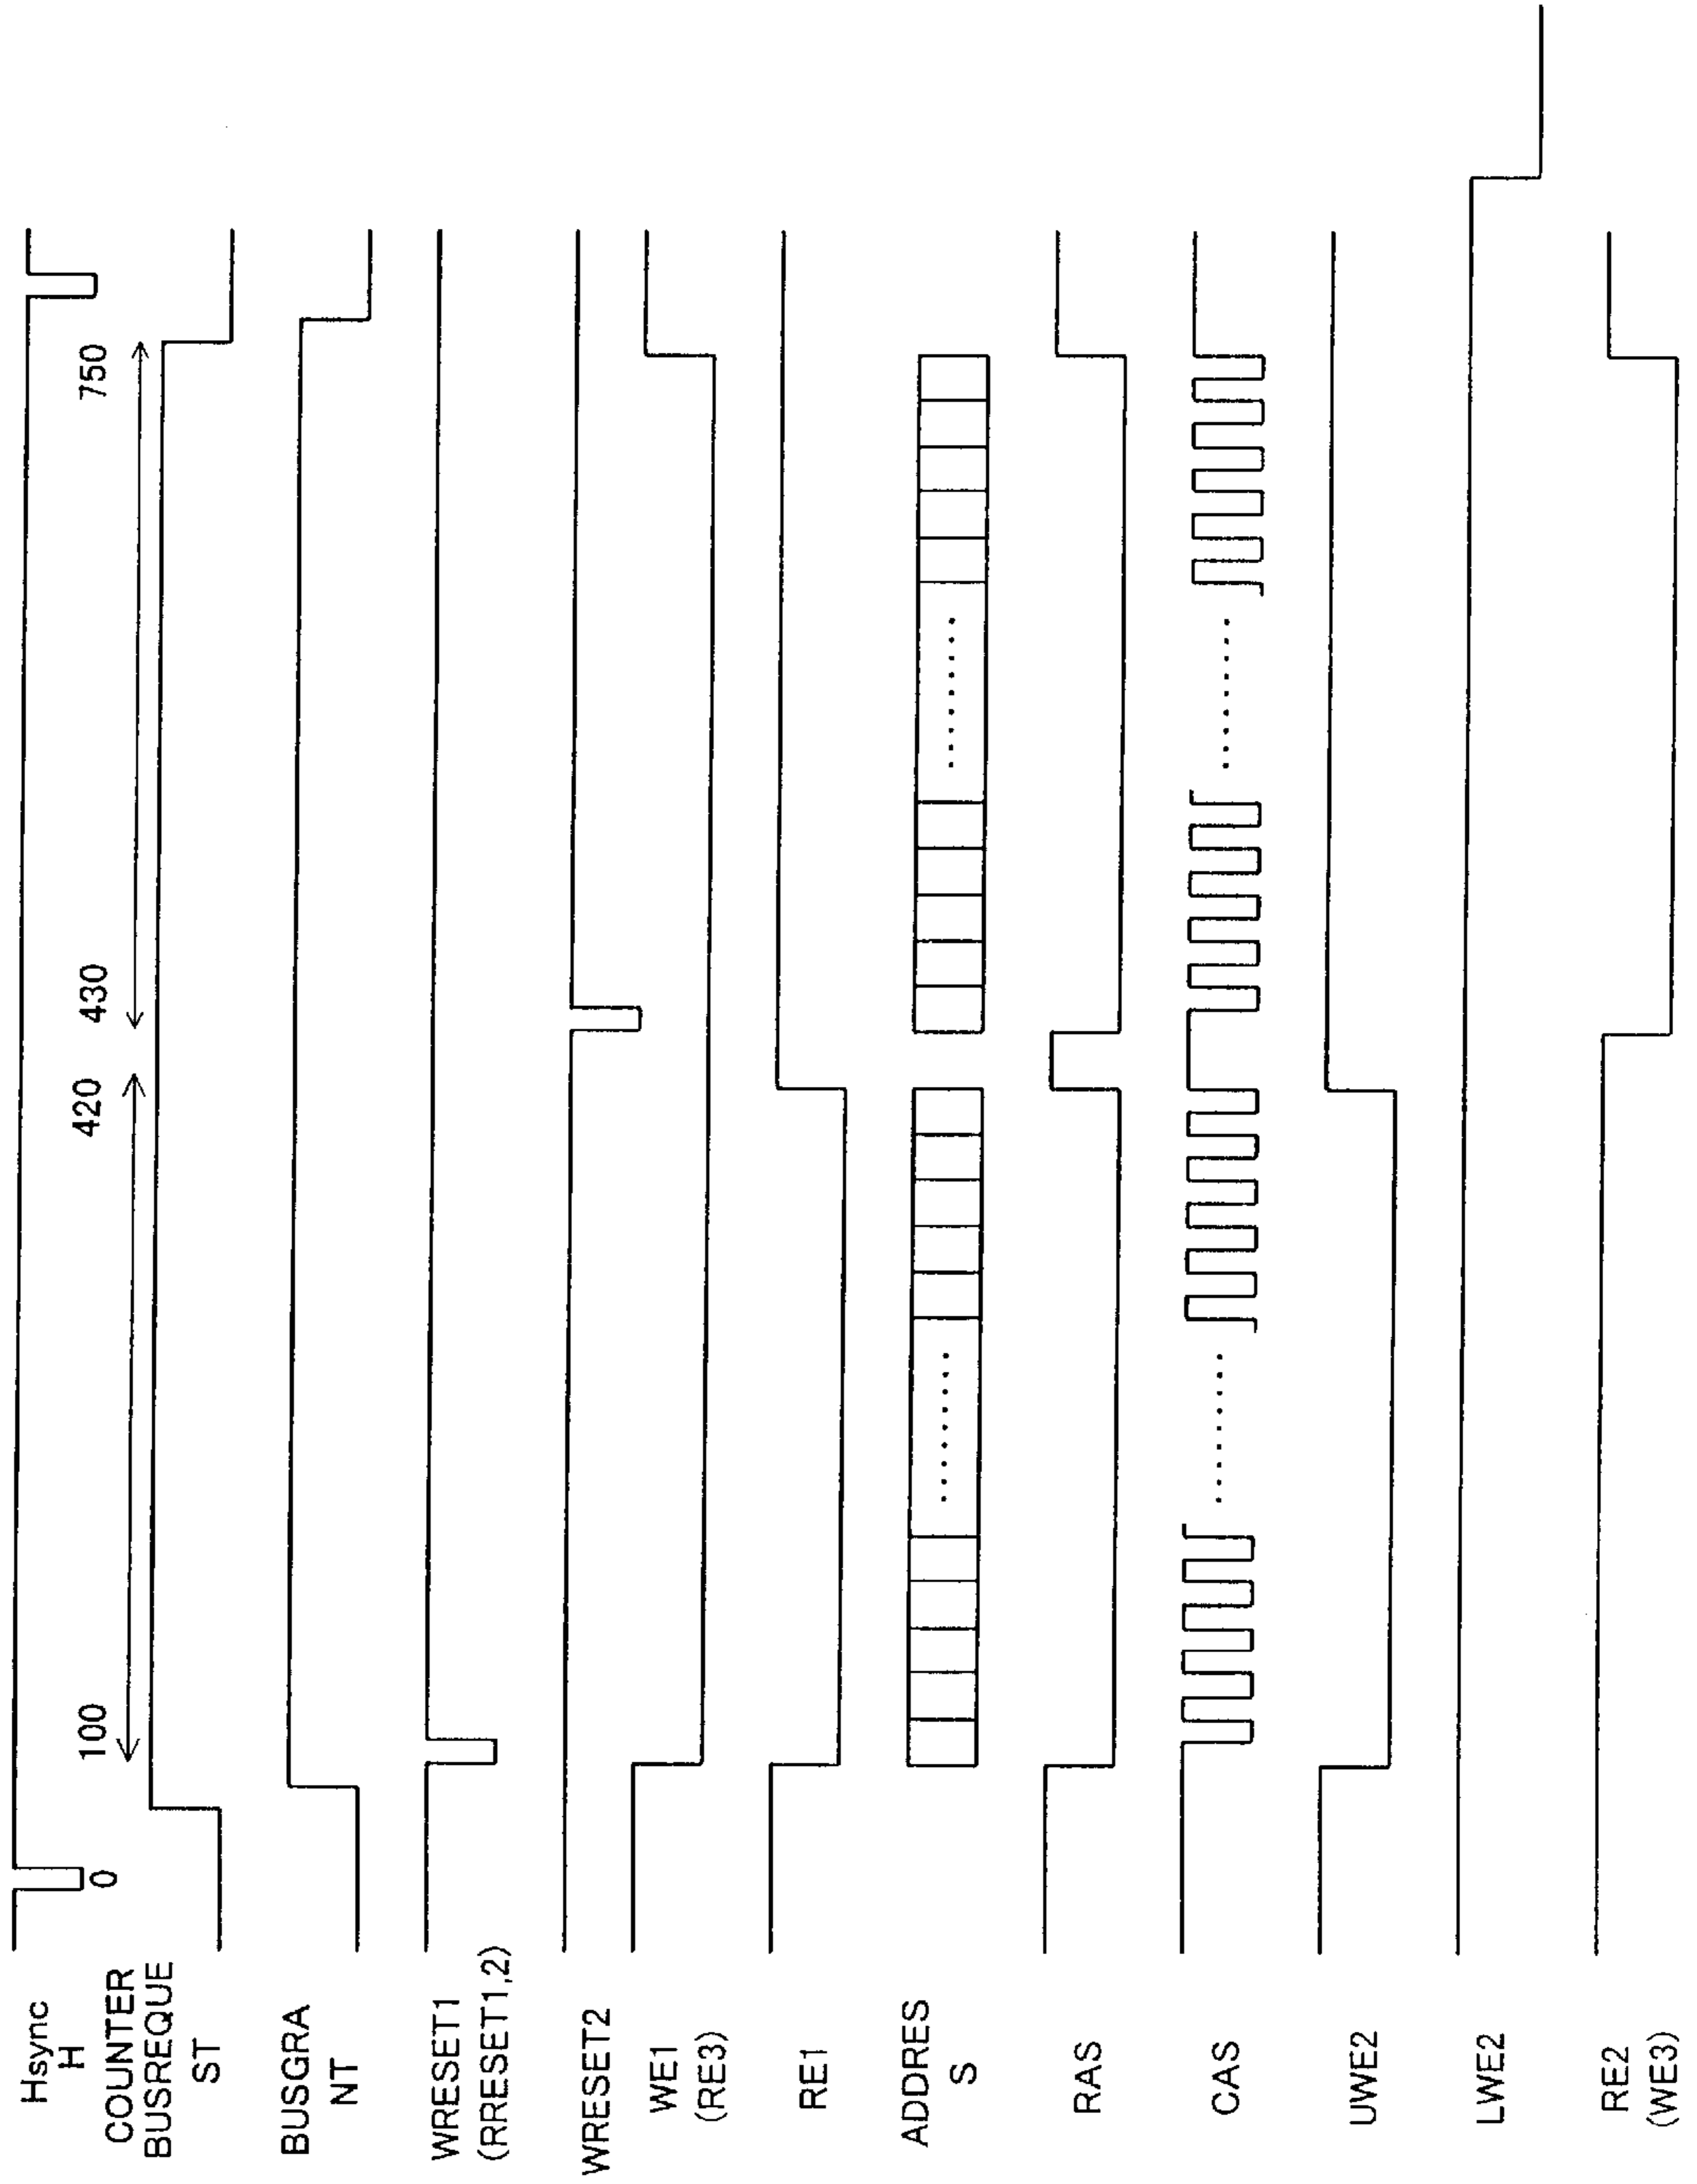 Hsync
H
COUNTER
0
100
420
430
750
BUSREQUE
ST
BUSGRA
NT
WRESET1
(RRESET1,2)
WRESET2
WE1
(RE3)
RE1
ADDRES
S
RAS
CAS
UWE2
LWE2
RE2
(WE3)